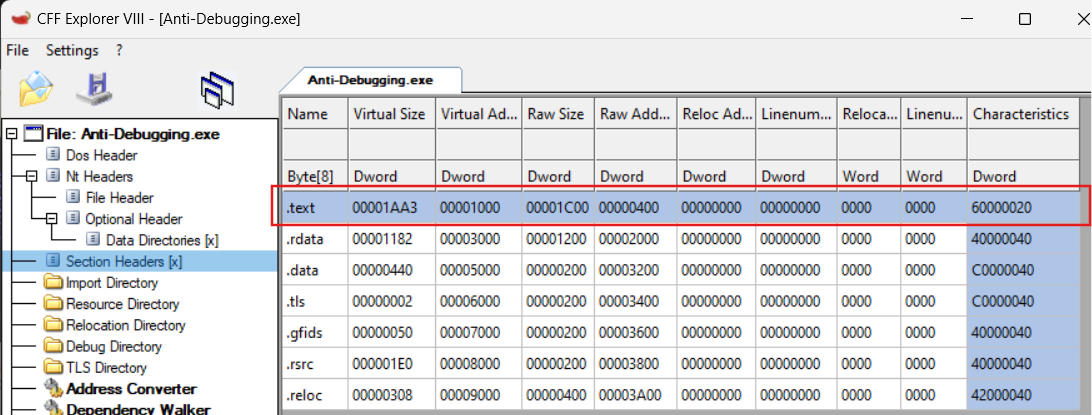 CFF Explorer VIII - [Anti-Debugging.exe]
File Settings ?
Anti-Debugging.exe
File: Anti-Debugging.exe
Dos Header
Nt Headers
File Header
Optional Header
Data Directories [x]
Section Headers [x]
Import Directory
Resource Directory
Relocation Directory
Debug Directory
TLS Directory
Address Converter
Dependency Walker
Name Virtual Size Virtual Ad... Raw Size Raw Add... Reloc Ad... Linenum... Reloca... Linenu... Characteristics
Byte[8] Dword Dword Dword Dword Dword Dword Word Word Dword
.text 00001AA3 00001000 00001C00 00000400 00000000 00000000 0000 0000 60000020
.rdata 00001182 00003000 00001200 00002000 00000000 00000000 0000 0000 40000040
.data 00000440 00005000 00000200 00003200 00000000 00000000 0000 0000 C0000040
.tls 00000002 00006000 00000200 00003400 00000000 00000000 0000 0000 C0000040
.gfids 00000050 00007000 00000200 00003600 00000000 00000000 0000 0000 40000040
.rsrc 000001E0 00008000 00000200 00003800 00000000 00000000 0000 0000 40000040
.reloc 00000308 00009000 00000400 00003A00 00000000 00000000 0000 0000 42000040